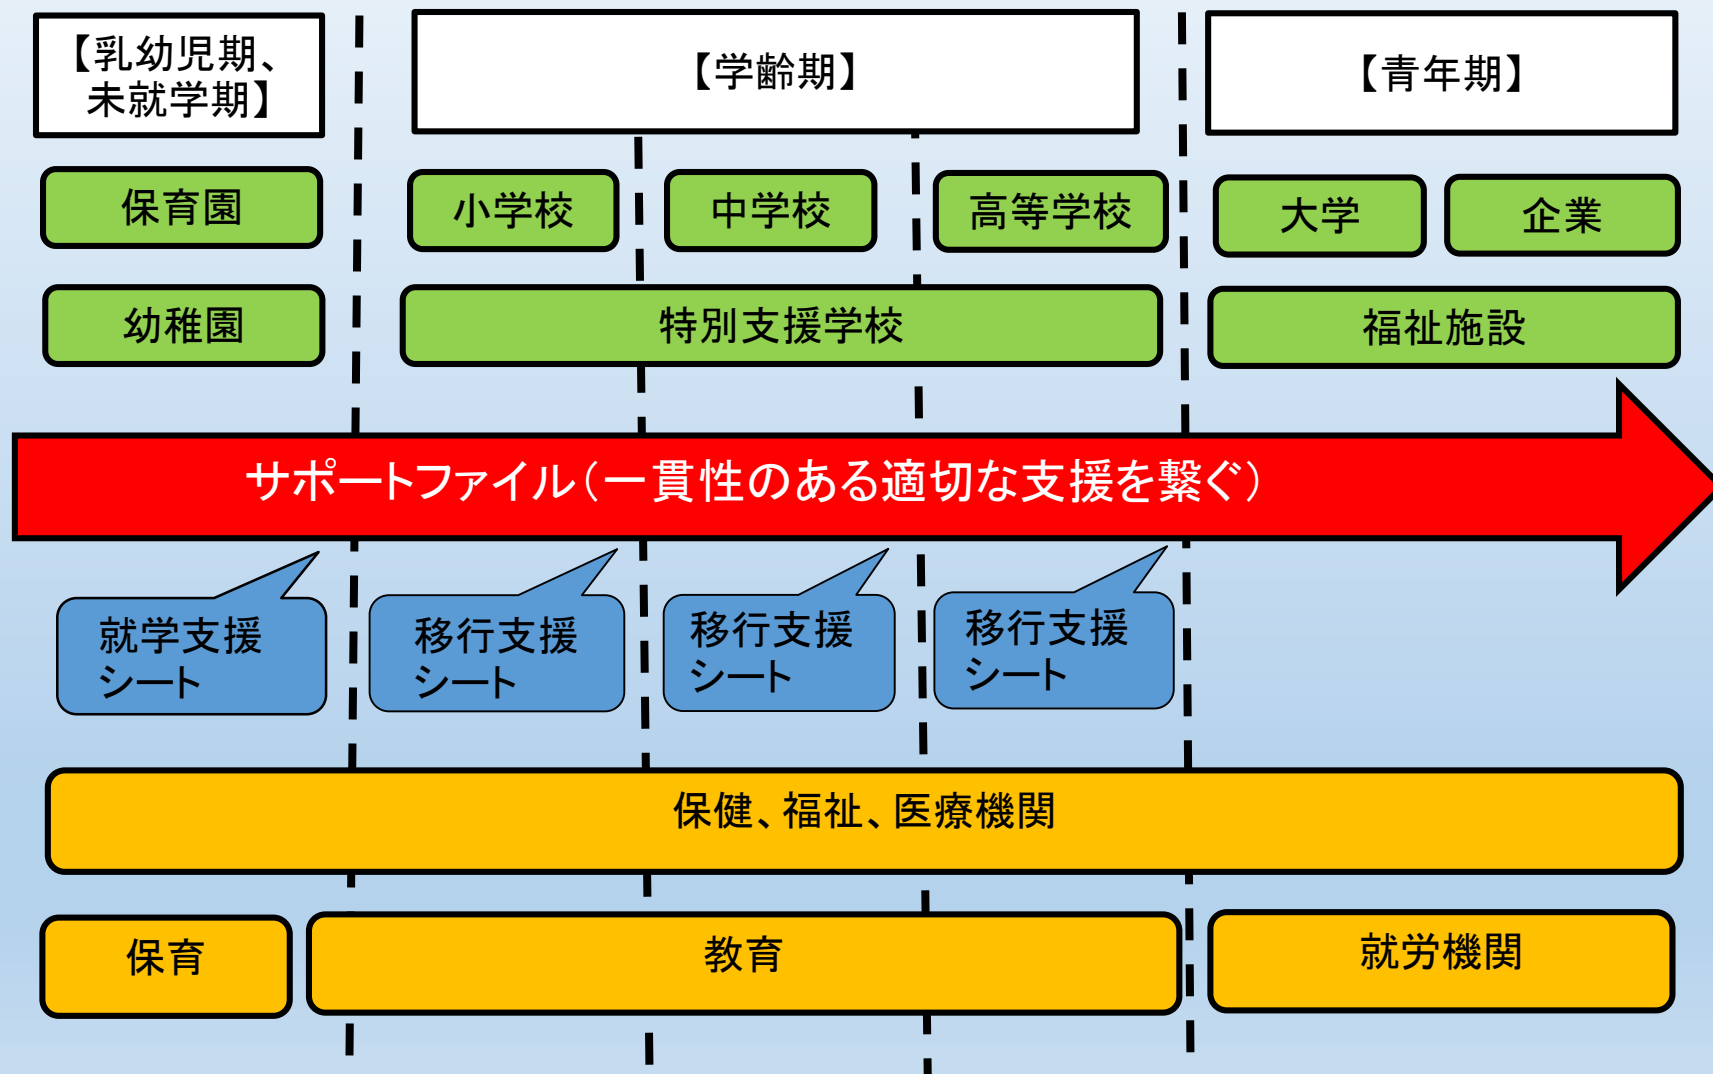 【乳幼児期、
未就学期】
【学齢期】
【青年期】
保育園
小学校
中学校
高等学校
大学
企業
幼稚園
特別支援学校
福祉施設
サポートファイル（一貫性のある適切な支援を繋ぐ）
就学支援
シート
移行支援
シート
移行支援
シート
移行支援
シート
保健、福祉、医療機関
保育
教育
就労機関